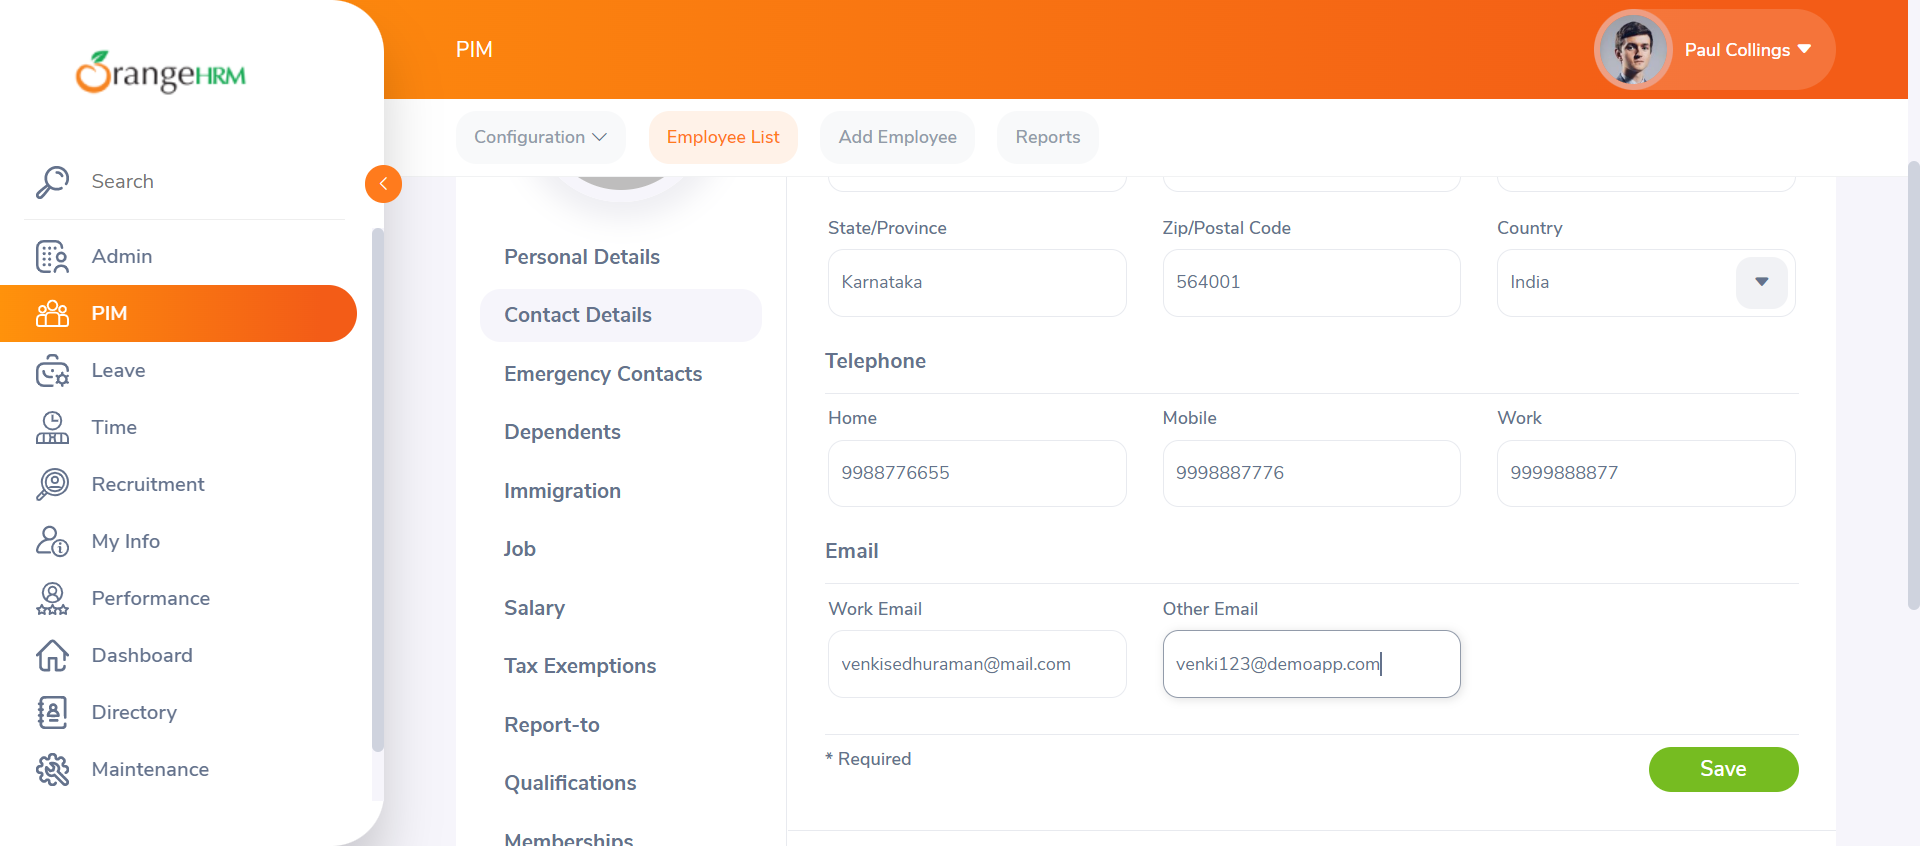 OrangeHRM
PIM
Paul Collings
Configuration
Employee List
Add Employee
Reports
Search
Admin
PIM
Leave
Time
Recruitment
My Info
Performance
Dashboard
Directory
Maintenance
Personal Details
Contact Details
Emergency Contacts
Dependents
Immigration
Job
Salary
Tax Exemptions
Report-to
Qualifications
Memberships
State/Province
Zip/Postal Code
Country
Karnataka
564001
India
Telephone
Home
Mobile
Work
9988776655
9998887776
9999888877
Email
Work Email
Other Email
venkisedhuraman@mail.com
venki123@demoapp.com
* Required
Save